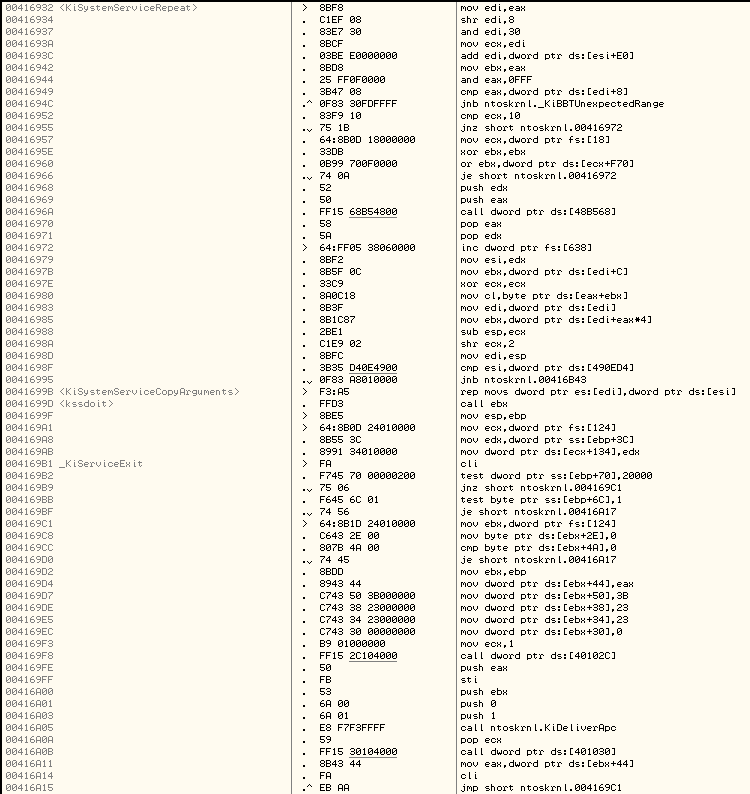 00416932 <KiSystemServiceRepeat> > 8BF8 mov edi,eax
00416934 . C1EF 08 shr edi,8
00416937 . 83E7 30 and edi,30
0041693A . 8BCF mov ecx,edi
0041693C . 03BE E0000000 add edi,dword ptr ds:[esi+E0]
00416942 . 8BD8 mov ebx,eax
00416944 . 25 FF0F0000 and eax,0FFF
00416949 . 3B47 08 cmp eax,dword ptr ds:[edi+8]
0041694C .^ 0F83 30FDFFFF jnb ntoskrnl._KiBBTUnexpectedRange
00416952 . 83F9 10 cmp ecx,10
00416955 .v 75 1B jnz short ntoskrnl.00416972
00416957 . 64:8B0D 18000000 mov ecx,dword ptr fs:[18]
0041695E . 33DB xor ebx,ebx
00416960 . 0B99 700F0000 or ebx,dword ptr ds:[ecx+F70]
00416966 .v 74 0A je short ntoskrnl.00416972
00416968 . 52 push edx
00416969 . 50 push eax
0041696A . FF15 68B54800 call dword ptr ds:[48B568]
00416970 . 58 pop eax
00416971 . 5A pop edx
00416972 > 64:FF05 38060000 inc dword ptr fs:[638]
00416979 . 8BF2 mov esi,edx
0041697B . 8B5F 0C mov ebx,dword ptr ds:[edi+C]
0041697E . 33C9 xor ecx,ecx
00416980 . 8A0C18 mov cl,byte ptr ds:[eax+ebx]
00416983 . 8B3F mov edi,dword ptr ds:[edi]
00416985 . 8B1C87 mov ebx,dword ptr ds:[edi+eax*4]
00416988 . 2BE1 sub esp,ecx
0041698A . C1E9 02 shr ecx,2
0041698D . 8BFC mov edi,esp
0041698F . 3B35 D40E4900 cmp esi,dword ptr ds:[490ED4]
00416995 .v 0F83 A8010000 jnb ntoskrnl.00416B43
0041699B <KiSystemServiceCopyArguments> > F3:A5 rep movs dword ptr es:[edi],dword ptr ds:[esi]
0041699D <kssdoit> . FFD3 call ebx
0041699F . 8BE5 mov esp,ebp
004169A1 > 64:8B0D 24010000 mov ecx,dword ptr fs:[124]
004169A8 . 8B55 3C mov edx,dword ptr ss:[ebp+3C]
004169AB . 8991 34010000 mov dword ptr ds:[ecx+134],edx
004169B1 _KiServiceExit > FA cli
004169B2 . F745 70 00000200 test dword ptr ss:[ebp+70],20000
004169B9 .v 75 06 jnz short ntoskrnl.004169C1
004169BB . F645 6C 01 test byte ptr ss:[ebp+6C],1
004169BF .v 74 56 je short ntoskrnl.00416A17
004169C1 > 64:8B1D 24010000 mov ebx,dword ptr fs:[124]
004169C8 . C643 2E 00 mov byte ptr ds:[ebx+2E],0
004169CC . 807B 4A 00 cmp byte ptr ds:[ebx+4A],0
004169D0 .v 74 45 je short ntoskrnl.00416A17
004169D2 . 8BDD mov ebx,ebp
004169D4 . 8943 44 mov dword ptr ds:[ebx+44],eax
004169D7 . C743 50 3B000000 mov dword ptr ds:[ebx+50],3B
004169DE . C743 38 23000000 mov dword ptr ds:[ebx+38],23
004169E5 . C743 34 23000000 mov dword ptr ds:[ebx+34],23
004169EC . C743 30 00000000 mov dword ptr ds:[ebx+30],0
004169F3 . B9 01000000 mov ecx,1
004169F8 . FF15 2C104000 call dword ptr ds:[40102C]
004169FE . 50 push eax
004169FF . FB sti
00416A00 . 53 push ebx
00416A01 . 6A 00 push 0
00416A03 . 6A 01 push 1
00416A05 . E8 F7F3FFFF call ntoskrnl.KiDeliverApc
00416A0A . 59 pop ecx
00416A0B . FF15 30104000 call dword ptr ds:[401030]
00416A11 . 8B43 44 mov eax,dword ptr ds:[ebx+44]
00416A14 . FA cli
00416A15 .^ EB AA jmp short ntoskrnl.004169C1